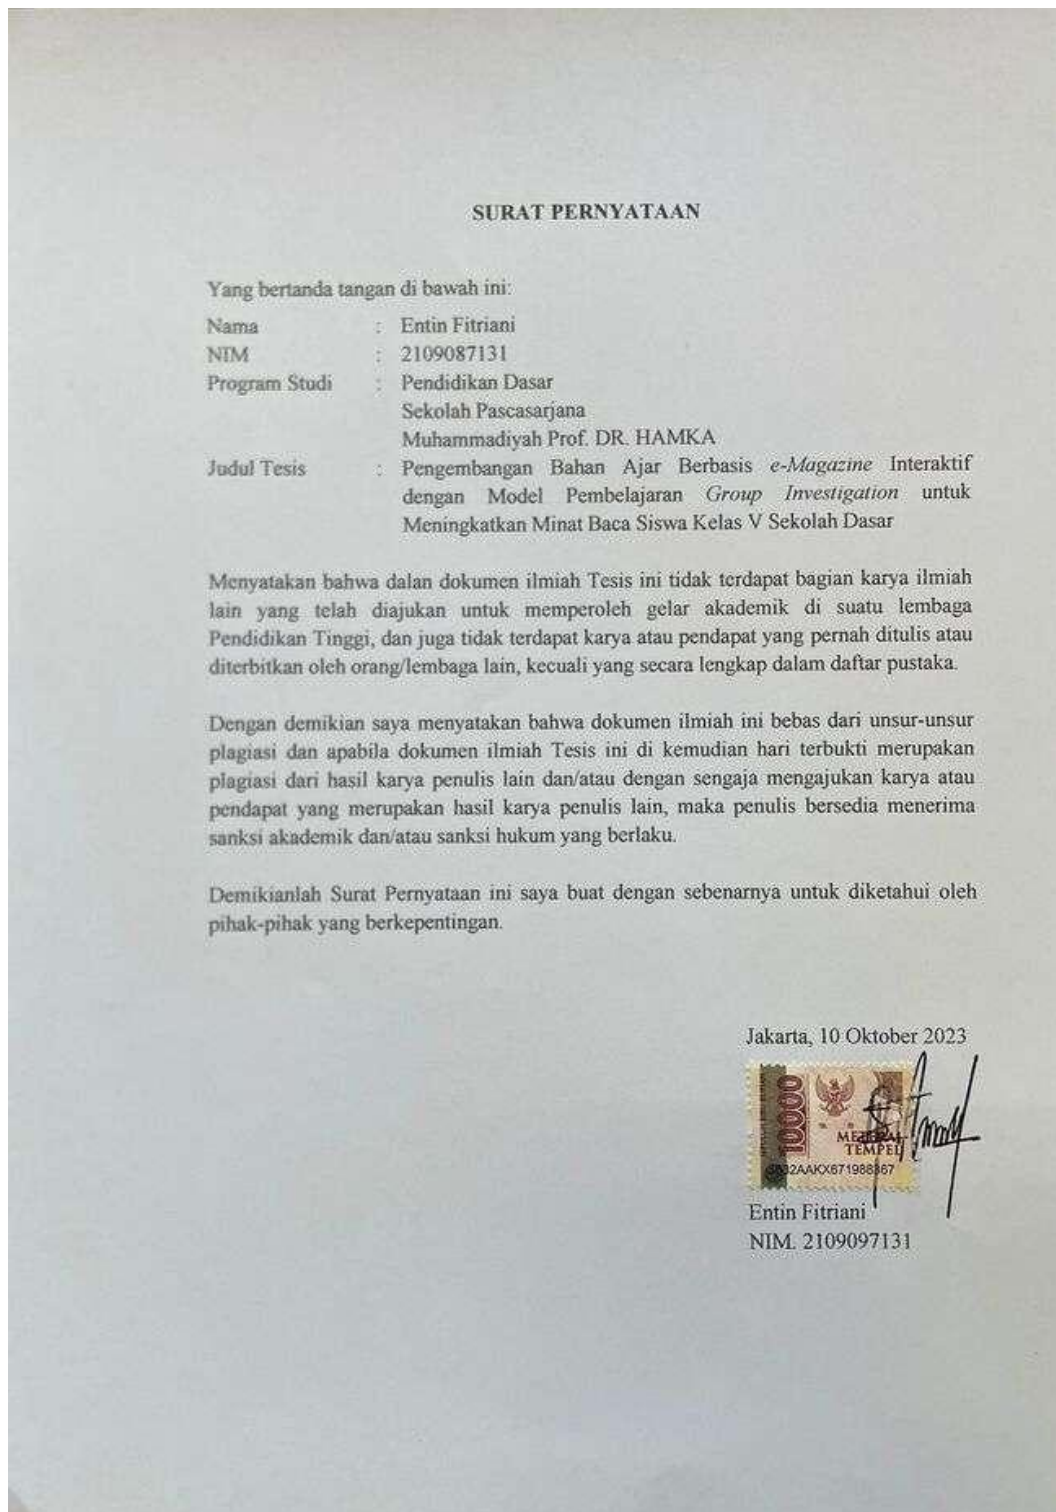 SURAT PERNYATAAN
Yang bertanda tangan di bawah ini:
Nama : Entin Fitriani
NIM : 2109087131
Program Studi : Pendidikan Dasar
Sekolah Pascasarjana
Muhammadiyah Prof. DR. HAMKA
Judul Tesis : Pengembangan Bahan Ajar Berbasis e-Magazine Interaktif
dengan Model Pembelajaran Group Investigation untuk
Meningkatkan Minat Baca Siswa Kelas V Sekolah Dasar
Menyatakan bahwa dalan dokumen ilmiah Tesis ini tidak terdapat bagian karya ilmiah
lain yang telah diajukan untuk memperoleh gelar akademik di suatu lembaga
Pendidikan Tinggi, dan juga tidak terdapat karya atau pendapat yang pernah ditulis atau
diterbitkan oleh orang/lembaga lain, kecuali yang secara lengkap dalam daftar pustaka.
Dengan demikian saya menyatakan bahwa dokumen ilmiah ini bebas dari unsur-unsur
plagiasi dan apabila dokumen ilmiah Tesis ini di kemudian hari terbukti merupakan
plagiasi dari hasil karya penulis lain dan/atau dengan sengaja mengajukan karya atau
pendapat yang merupakan hasil karya penulis lain, maka penulis bersedia menerima
sanksi akademik dan/atau sanksi hukum yang berlaku.
Demikianlah Surat Pernyataan ini saya buat dengan sebenarnya untuk diketahui oleh
pihak-pihak yang berkepentingan.
Jakarta, 10 Oktober 2023
10000
METERAI
TEMPEL
Entin Fitriani
NIM. 2109097131